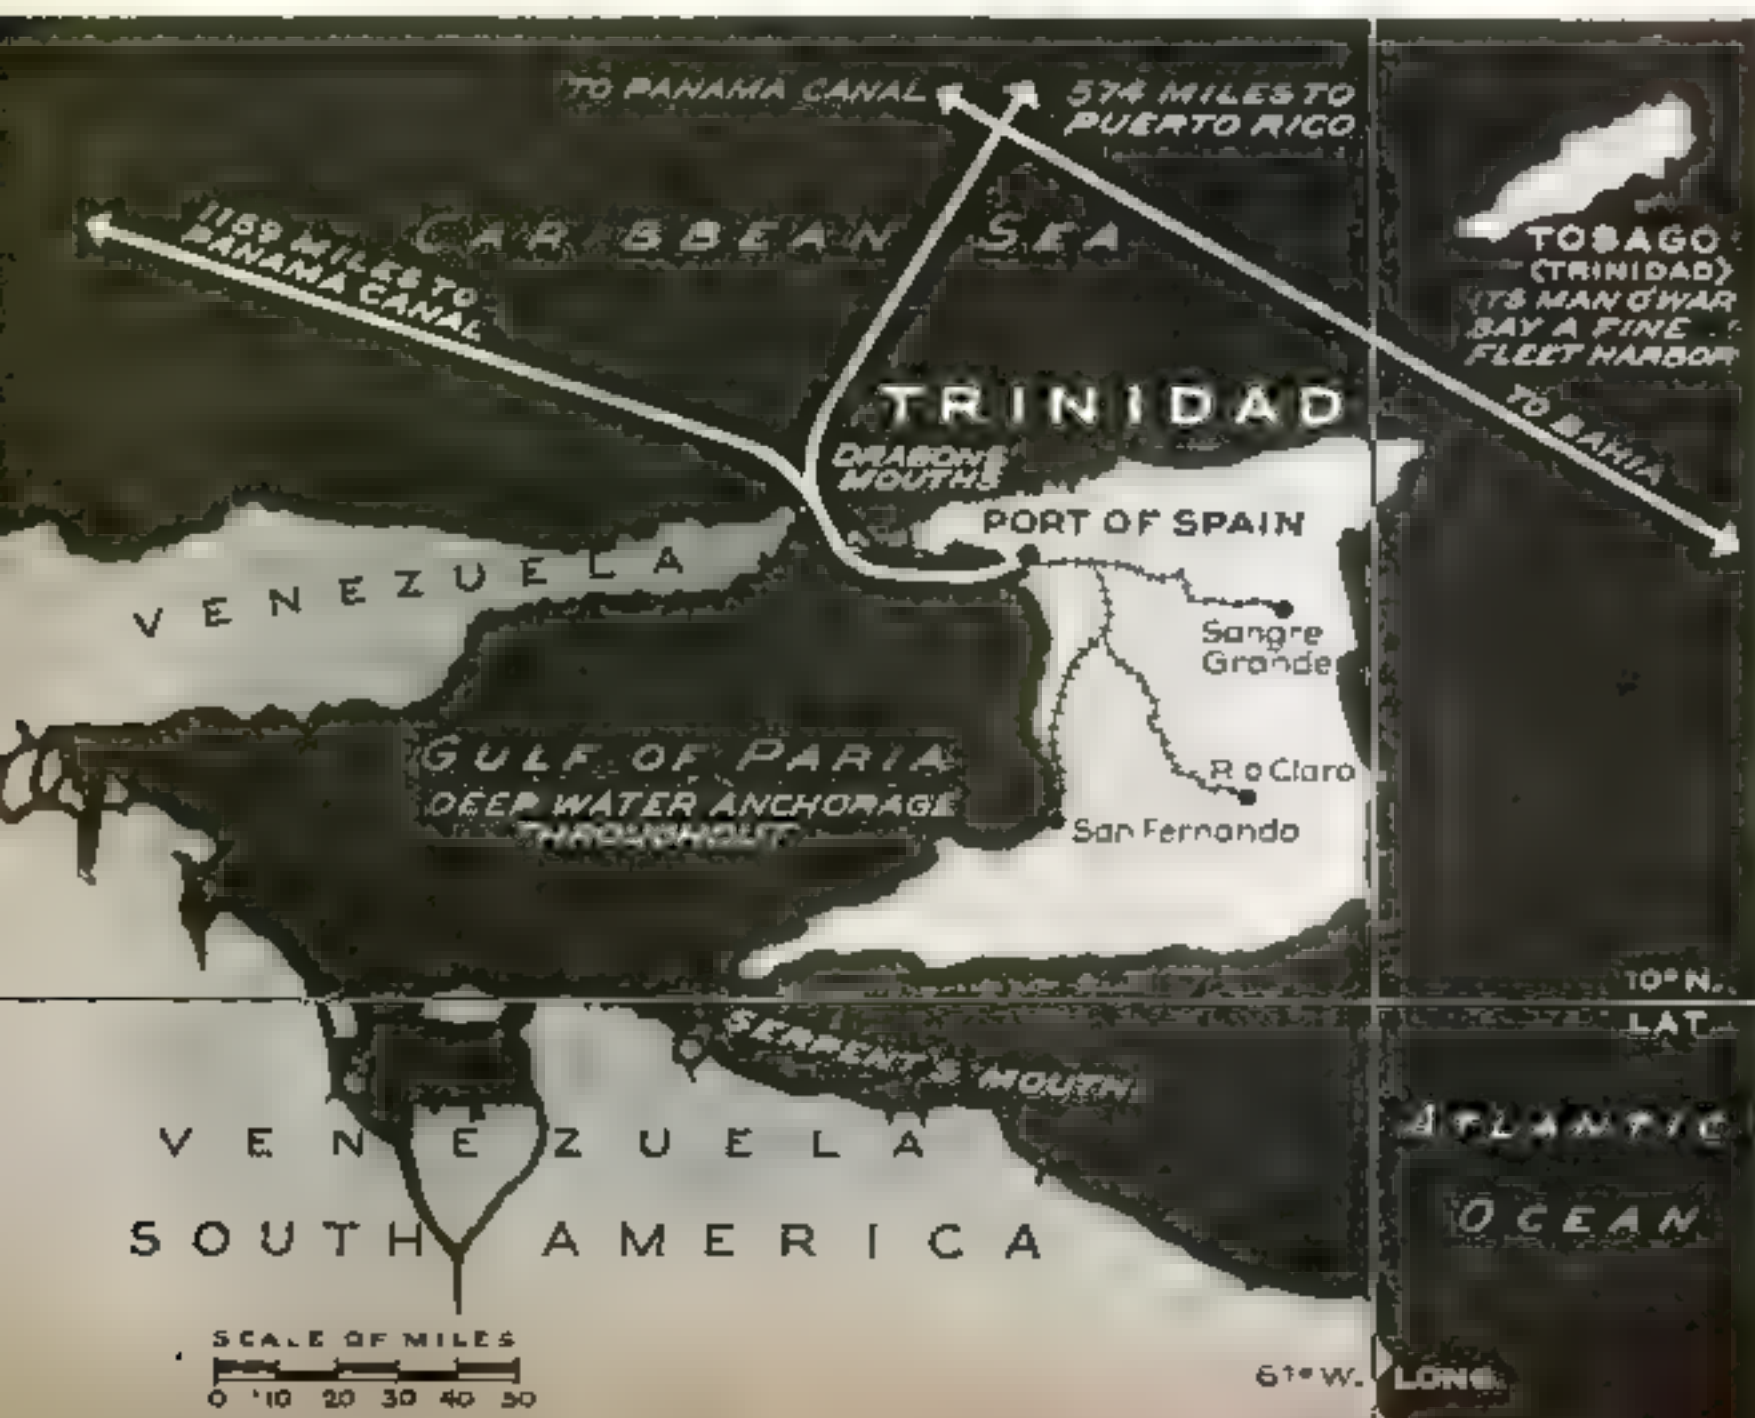 TO PANAMA CANAL
574 MILES TO
PUERTO RICO
1159 MILES TO
PANAMA CANAL
CARIBBEAN SEA
TOBAGO
(TRINIDAD)
ITS MAN O'WAR
BAY A FINE
FLEET HARBOR
TO BAHIA
TRINIDAD
DRAGONS
MOUTHS
PORT OF SPAIN
VENEZUELA
Sangre
Grande
GULF OF PARIA
DEEP WATER ANCHORAGE
THROUGHOUT
Rio Claro
San Fernando
10° N.
LAT.
SERPENT'S MOUTH
ATLANTIC
OCEAN
VENEZUELA
SOUTH AMERICA
SCALE OF MILES
0 10 20 30 40 50
61° W. LONG.